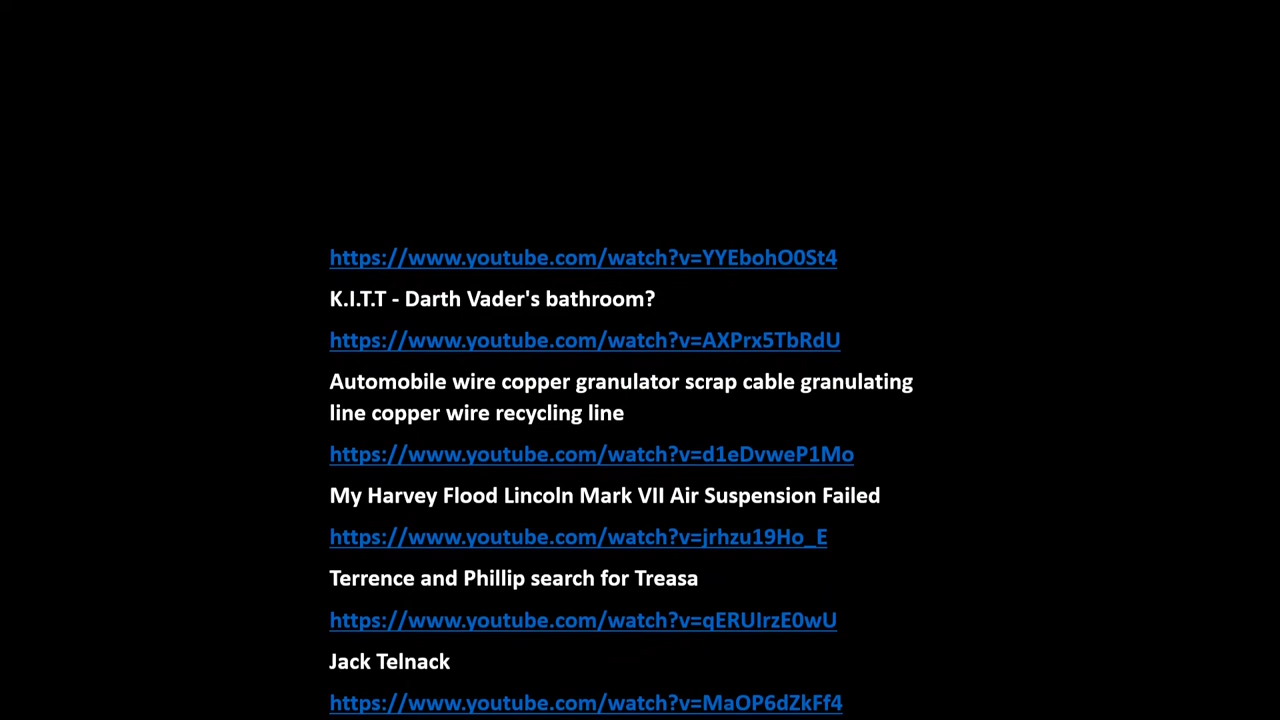 https://www.youtube.com/watch?v=YYEbohO0St4
K.I.T.T - Darth Vader's bathroom?
https://www.youtube.com/watch?v=AXPrx5TbRdU
Automobile wire copper granulator scrap cable granulating
line copper wire recycling line
https://www.youtube.com/watch?v=d1eDvweP1Mo
My Harvey Flood Lincoln Mark VII Air Suspension Failed
https://www.youtube.com/watch?v=jrhzu19Ho_E
Terrence and Phillip search for Treasa
https://www.youtube.com/watch?v=qERUIrzE0wU
Jack Telnack
https://www.youtube.com/watch?v=MaOP6dZkFf4